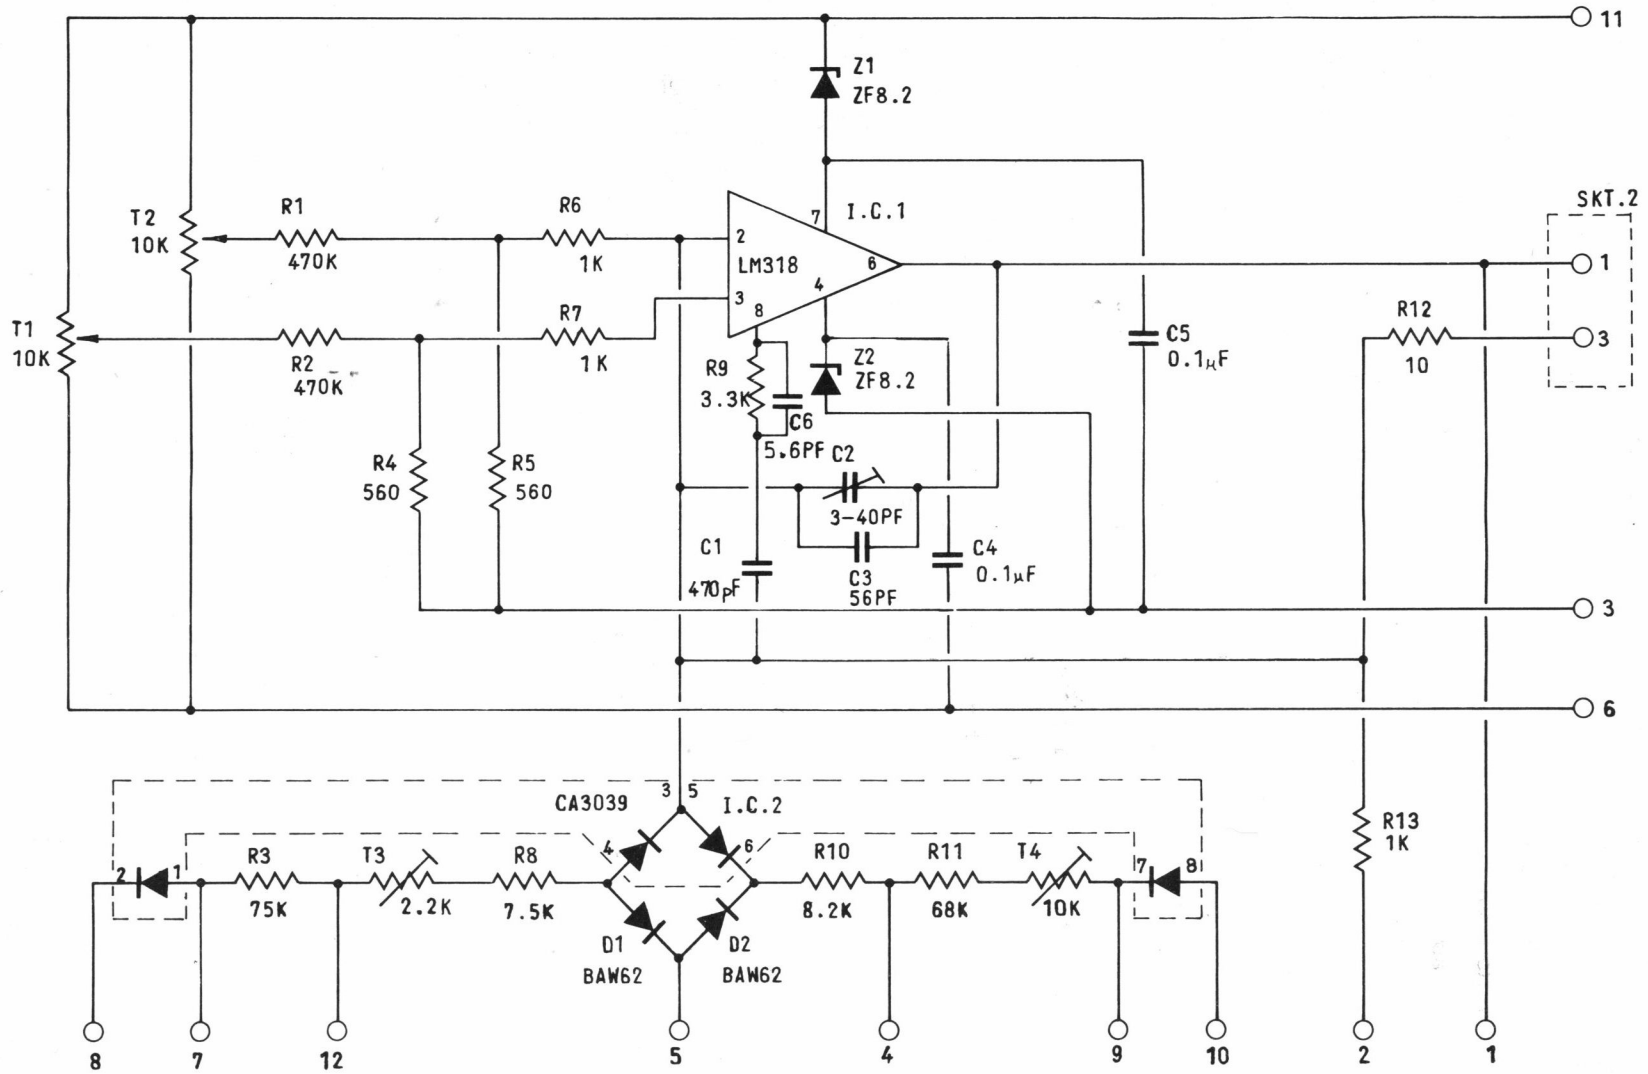 11
Z1
ZF8.2
SKT.2
T2
10K
R1
470K
R6
1K
7
I.C.1
2
LM318
6
1
4
3
8
R7
1K
T1
10K
R2
470K
R12
10
3
C5
0.1µF
Z2
ZF8.2
R9
3.3K
C6
5.6PF
C2
3-40PF
R4
560
R5
560
C1
470pF
C3
56PF
C4
0.1µF
3
6
CA3039
3 5
I.C.2
R13
1K
2
1
R3
75K
T3
2.2K
R8
7.5K
4
6
R10
8.2K
R11
68K
T4
10K
7
8
D1
BAW62
D2
BAW62
8
7
12
5
4
9
10
2
1